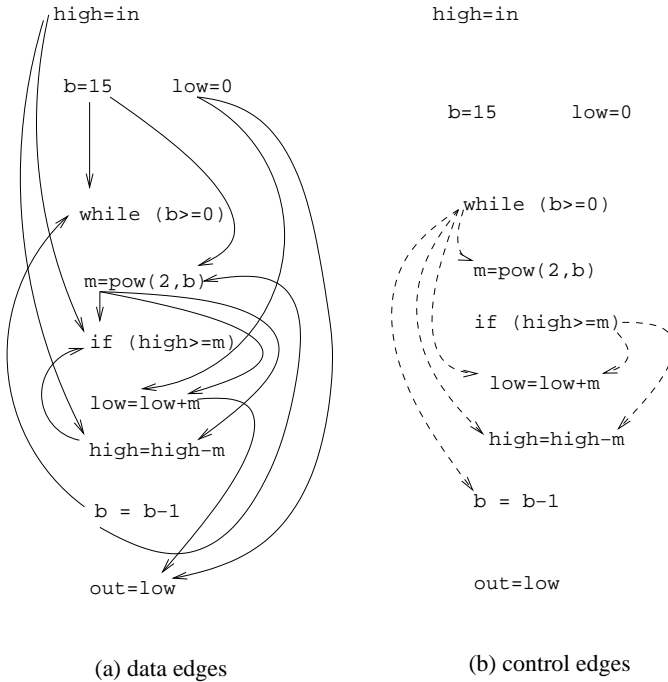 high=in
b=15
low=0
while (b>=0)
m=pow(2,b)
if (high>=m)
low=low+m
high=high-m
b = b-1
out=low
(a) data edges
high=in
b=15
low=0
while (b>=0)
m=pow(2,b)
if (high>=m)
low=low+m
high=high-m
b = b-1
out=low
(b) control edges